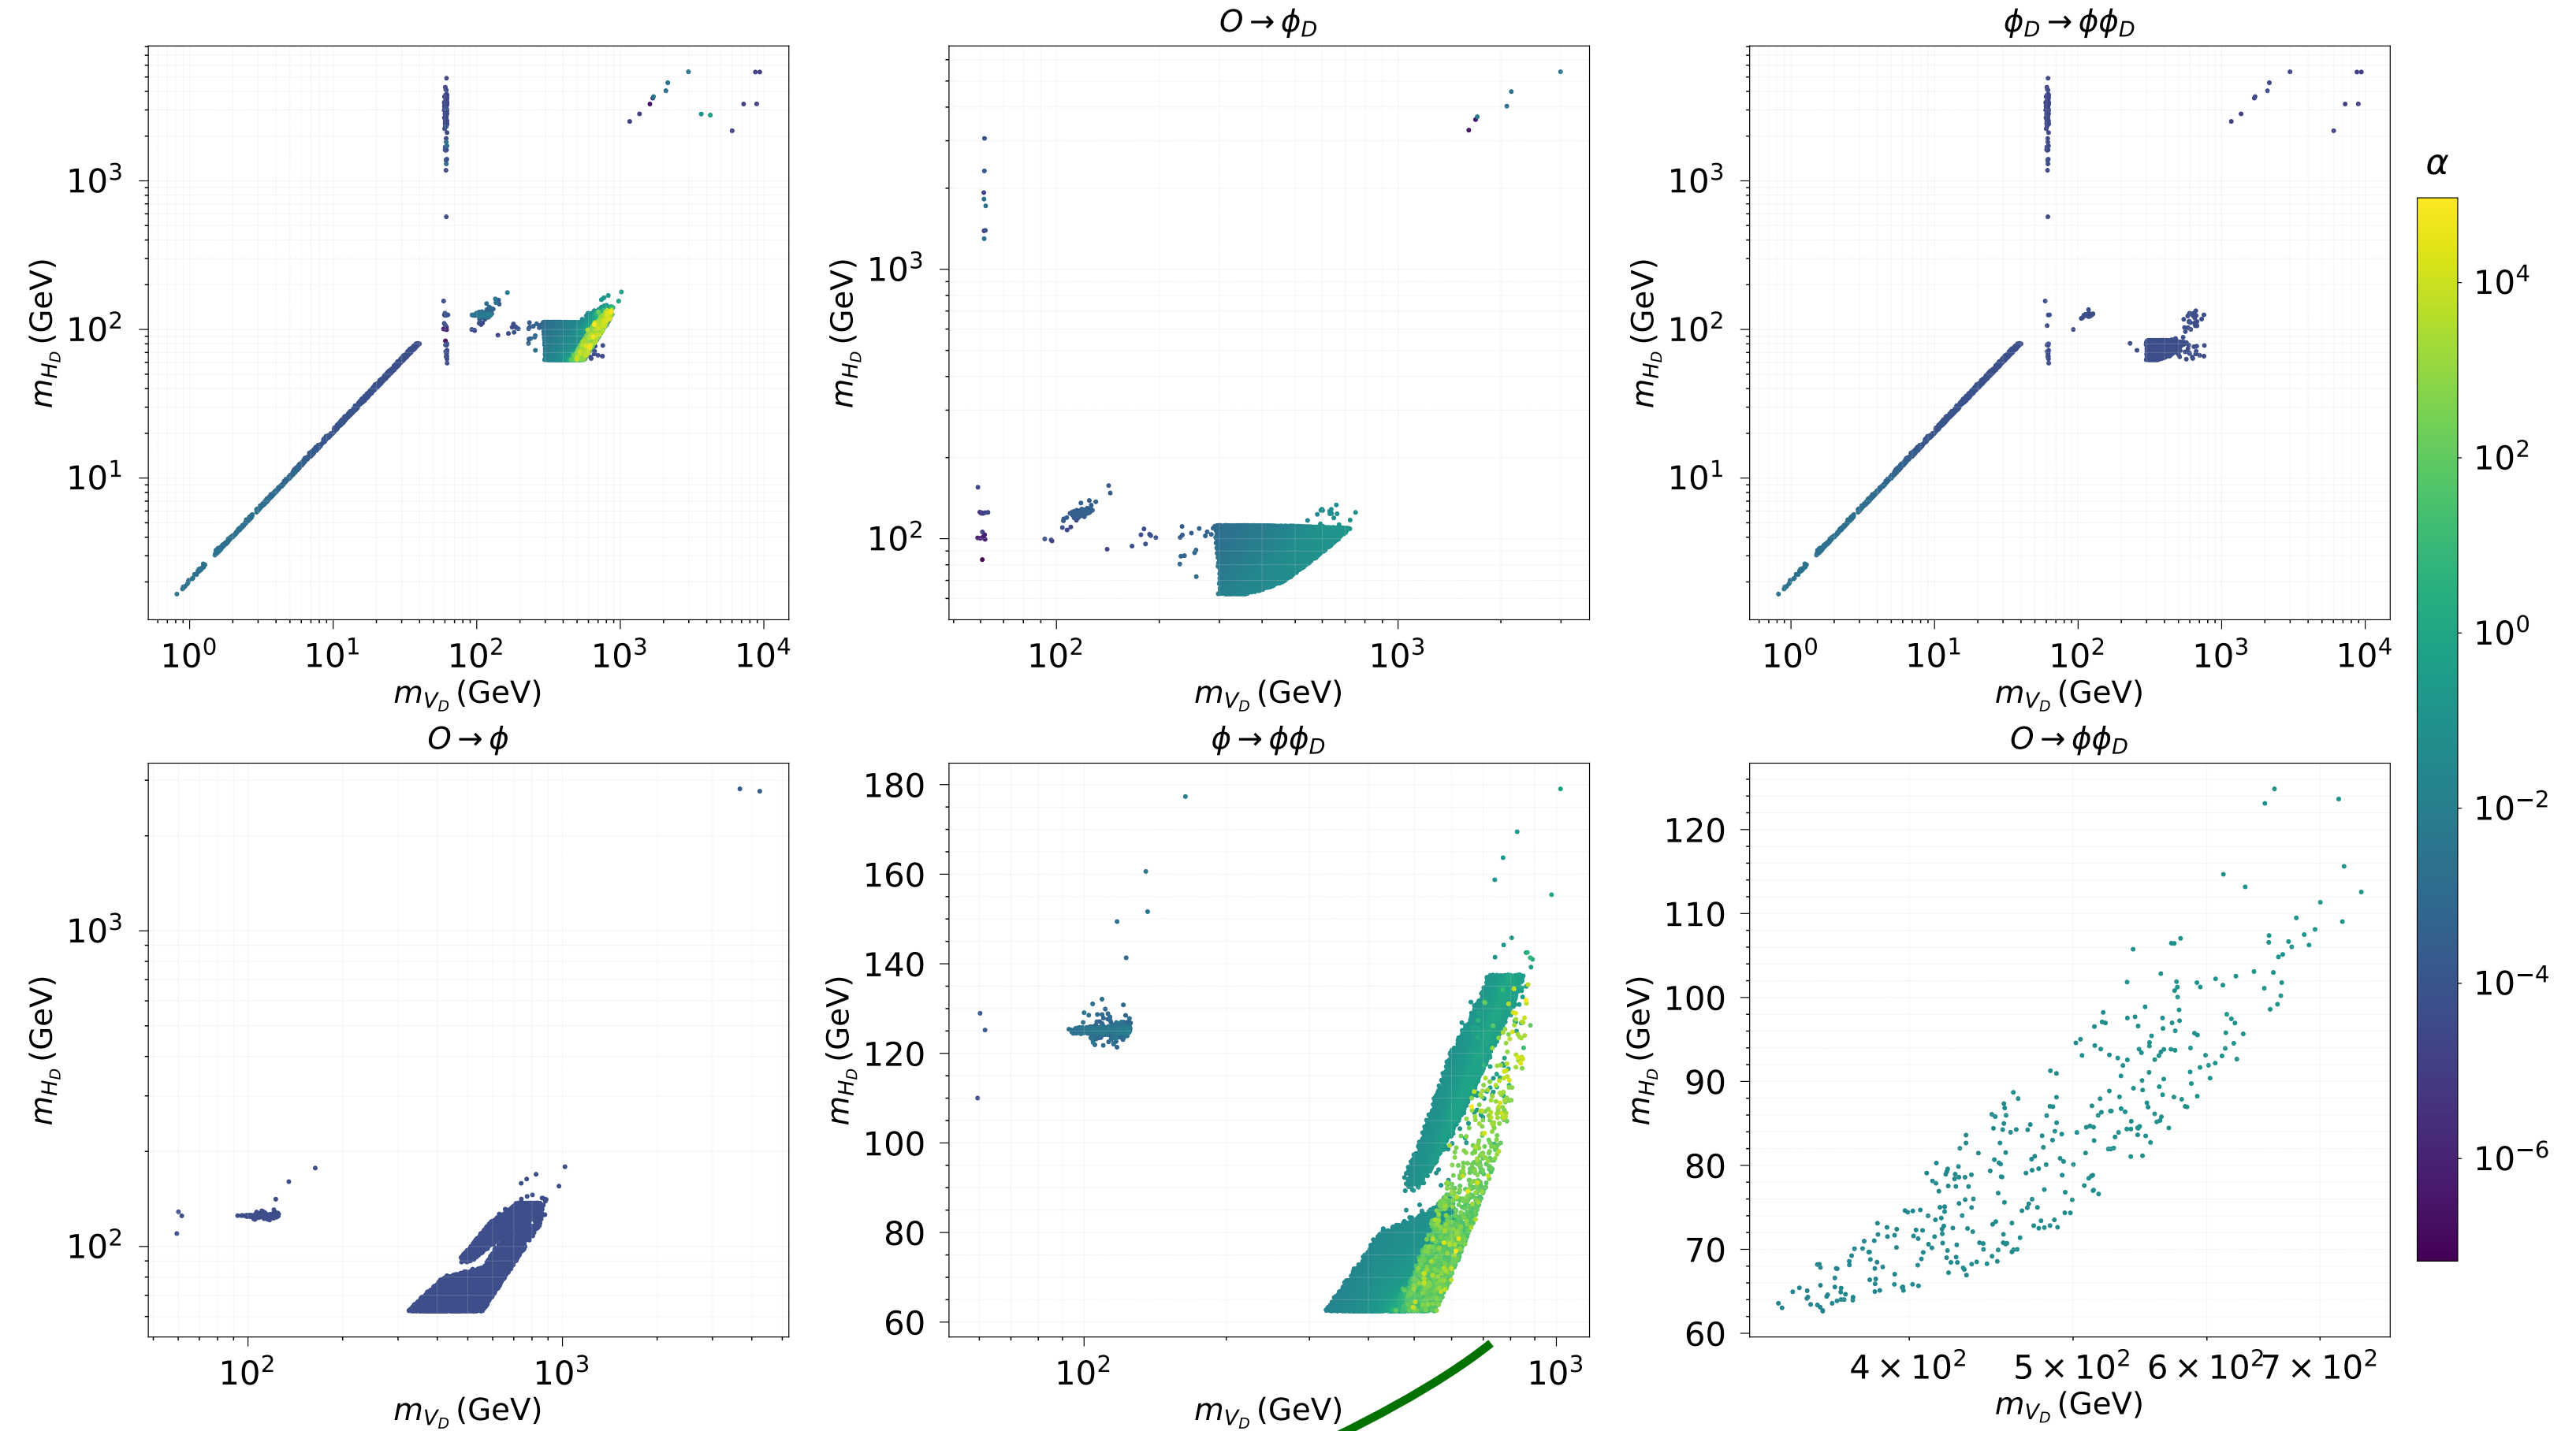 O → ϕ_D
ϕ_D → ϕϕ_D
α
m_{H_D} (GeV)
10^3
10^2
10^1
10^0 10^1 10^2 10^3 10^4
m_{V_D} (GeV)
m_{H_D} (GeV)
10^3
10^2
10^2 10^3
m_{V_D} (GeV)
m_{H_D} (GeV)
10^3
10^2
10^1
10^0 10^1 10^2 10^3 10^4
m_{V_D} (GeV)
O → ϕ
m_{H_D} (GeV)
10^3
10^2
10^2 10^3
m_{V_D} (GeV)
ϕ → ϕϕ_D
m_{H_D} (GeV)
180
160
140
120
100
80
60
10^2 10^3
m_{V_D} (GeV)
O → ϕϕ_D
m_{H_D} (GeV)
120
110
100
90
80
70
60
4 × 10^2 5 × 10^2 6 × 10^2 7 × 10^2
m_{V_D} (GeV)
10^4
10^2
10^0
10^{−2}
10^{−4}
10^{−6}